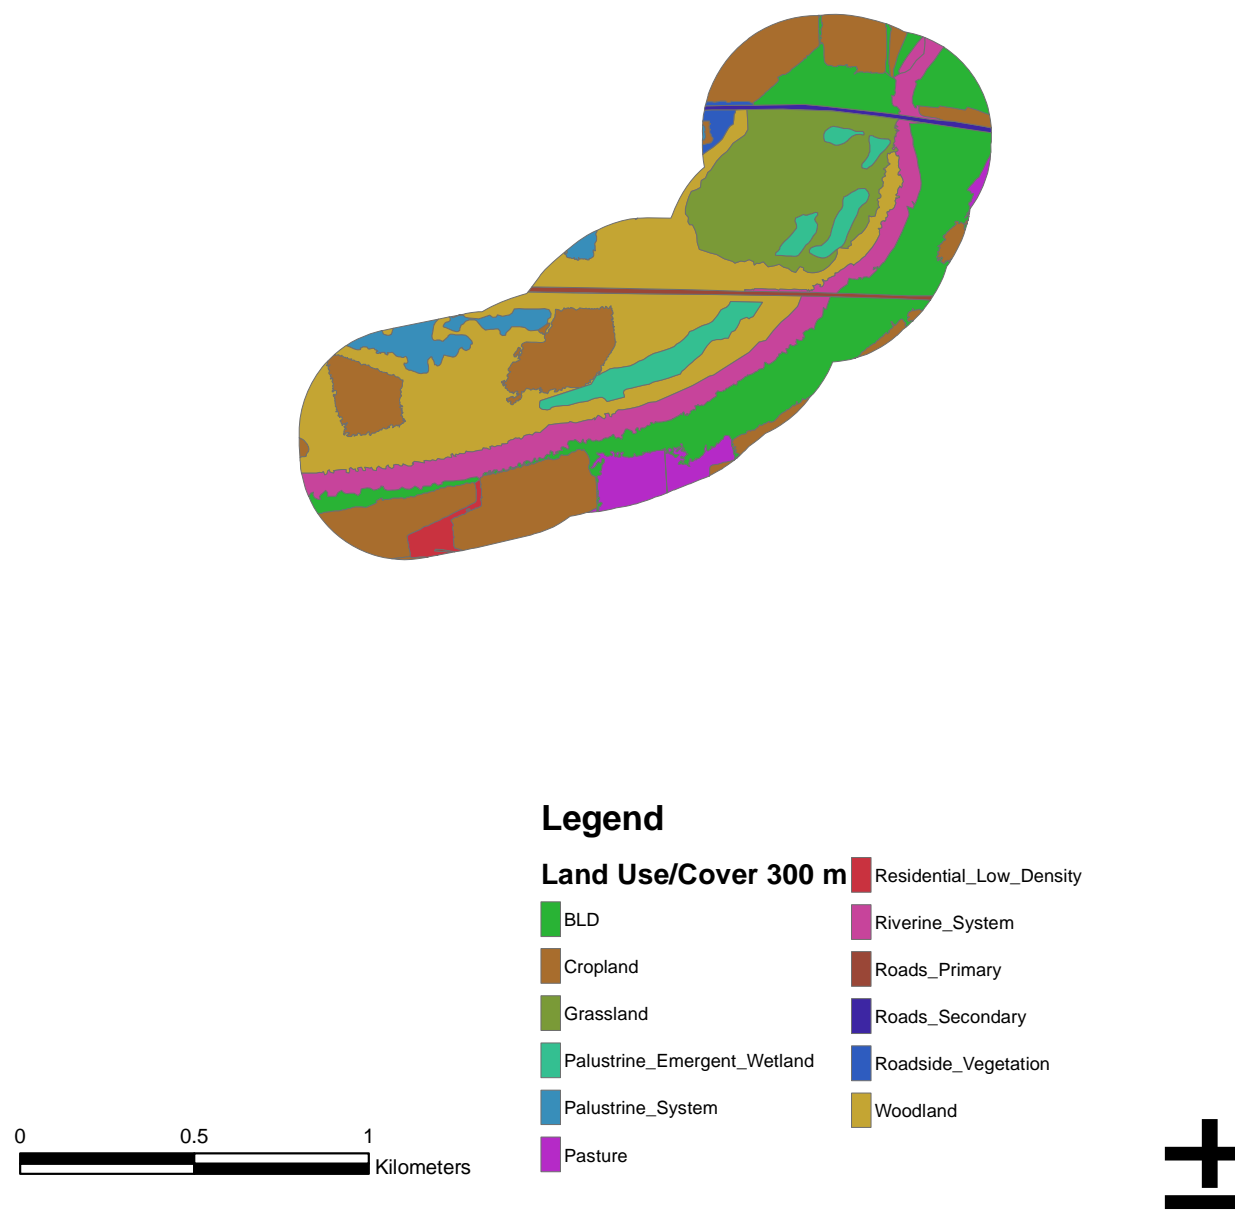 Legend
Land Use/Cover 300 m
BLD
Cropland
Grassland
Palustrine_Emergent_Wetland
Palustrine_System
Pasture
Residential_Low_Density
Riverine_System
Roads_Primary
Roads_Secondary
Roadside_Vegetation
Woodland
0 0.5 1
Kilometers